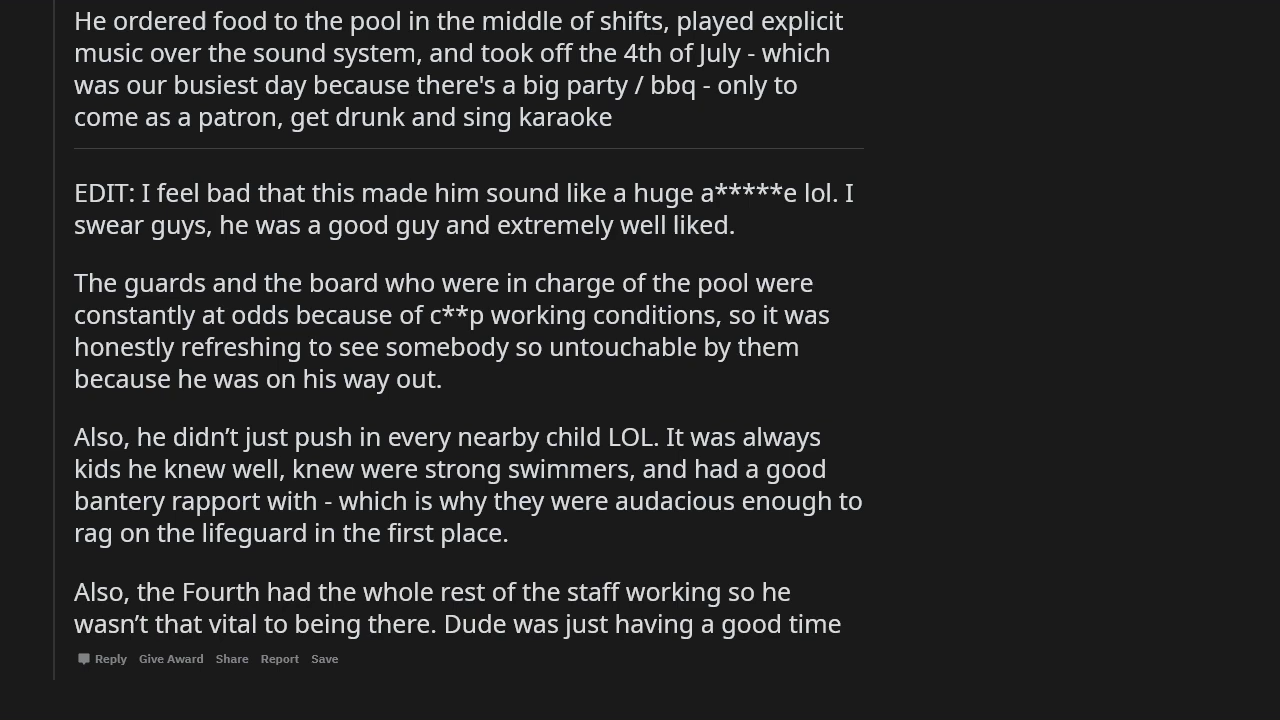 He ordered food to the pool in the middle of shifts, played explicit
music over the sound system, and took off the 4th of July - which
was our busiest day because there's a big party / bbq - only to
come as a patron, get drunk and sing karaoke
EDIT: I feel bad that this made him sound like a huge a*****e lol. I
swear guys, he was a good guy and extremely well liked.
The guards and the board who were in charge of the pool were
constantly at odds because of c**p working conditions, so it was
honestly refreshing to see somebody so untouchable by them
because he was on his way out.
Also, he didn’t just push in every nearby child LOL. It was always
kids he knew well, knew were strong swimmers, and had a good
bantery rapport with - which is why they were audacious enough to
rag on the lifeguard in the first place.
Also, the Fourth had the whole rest of the staff working so he
wasn’t that vital to being there. Dude was just having a good time
Reply Give Award Share Report Save